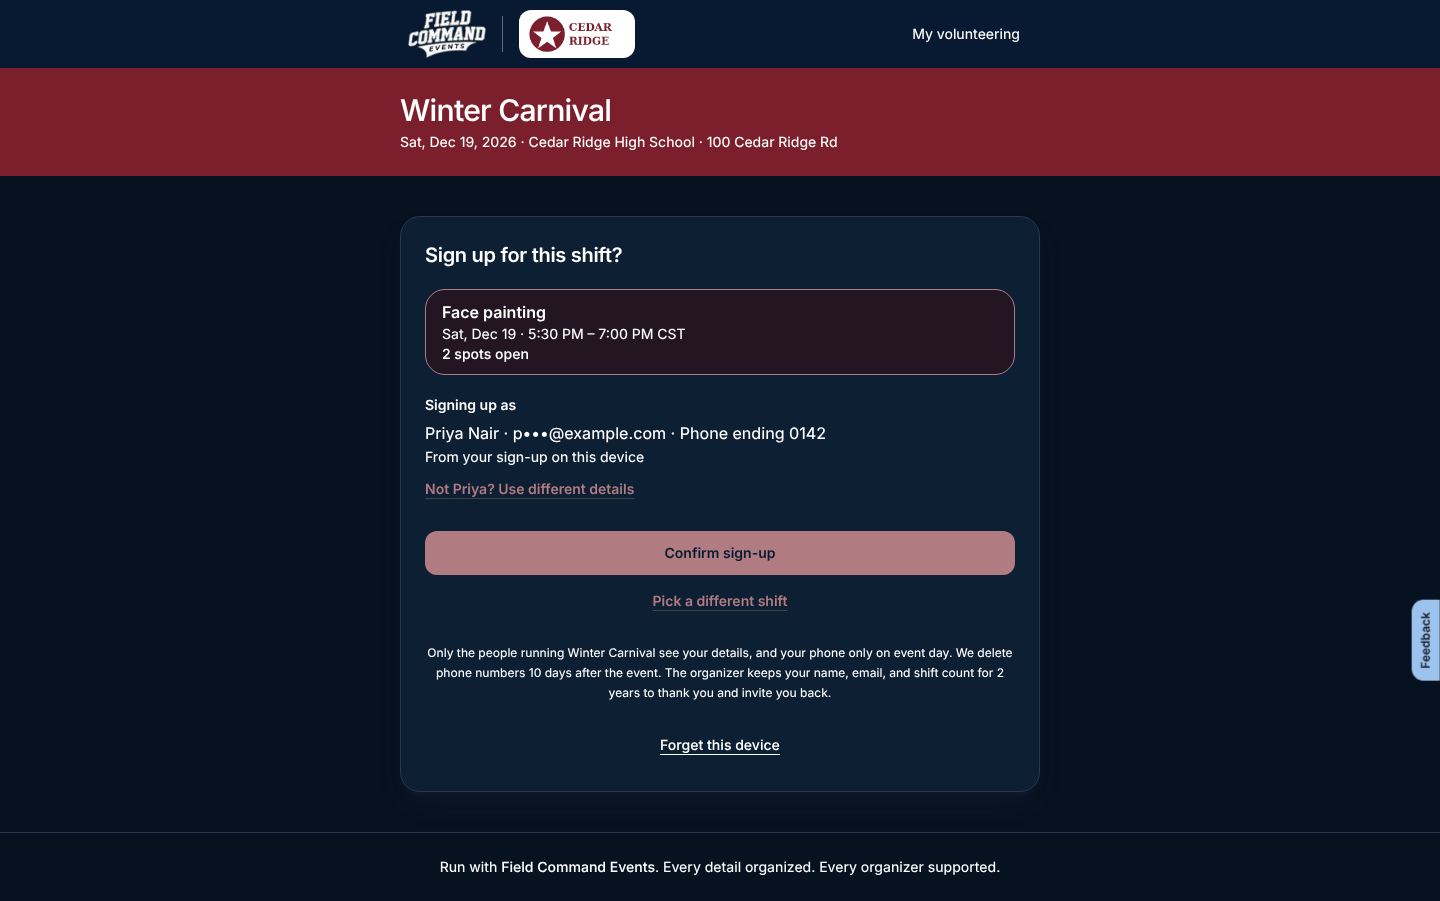 FIELD
COMMAND
EVENTS
CEDAR
RIDGE
My volunteering
Winter Carnival
Sat, Dec 19, 2026 · Cedar Ridge High School · 100 Cedar Ridge Rd
Sign up for this shift?
Face painting
Sat, Dec 19 · 5:30 PM – 7:00 PM CST
2 spots open
Signing up as
Priya Nair · p•••@example.com · Phone ending 0142
From your sign-up on this device
Not Priya? Use different details
Confirm sign-up
Pick a different shift
Only the people running Winter Carnival see your details, and your phone only on event day. We delete
phone numbers 10 days after the event. The organizer keeps your name, email, and shift count for 2
years to thank you and invite you back.
Forget this device
Feedback
Run with Field Command Events. Every detail organized. Every organizer supported.